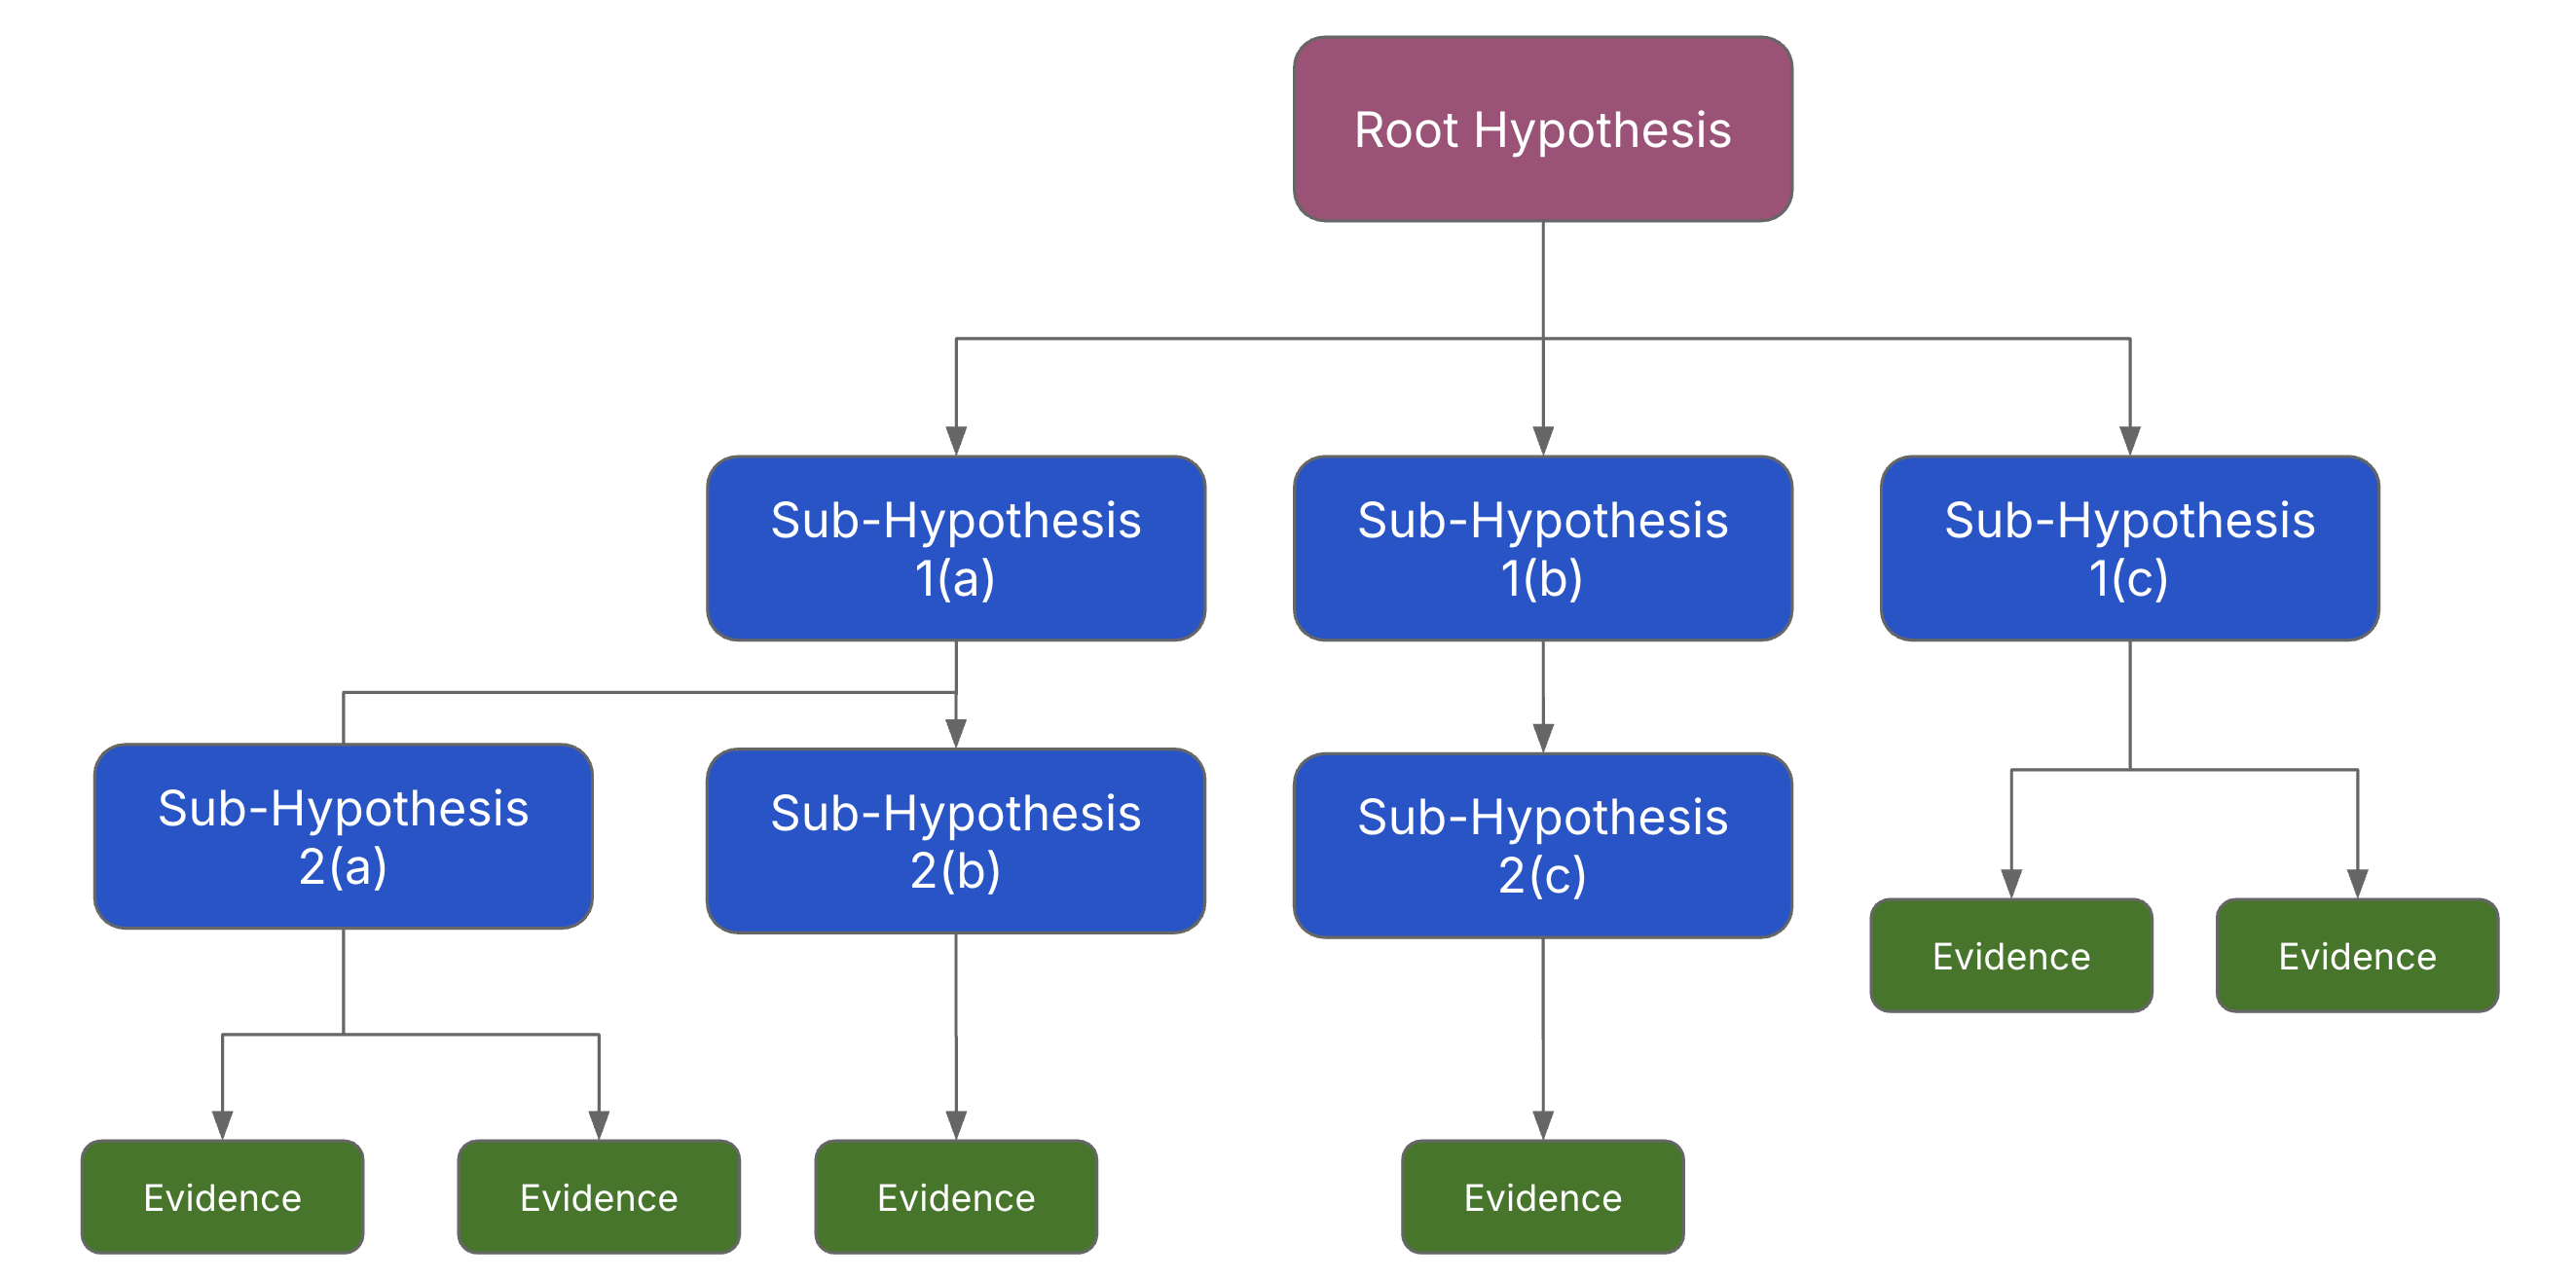 Root Hypothesis
Sub-Hypothesis
1(a)
Sub-Hypothesis
1(b)
Sub-Hypothesis
1(c)
Sub-Hypothesis
2(a)
Sub-Hypothesis
2(b)
Sub-Hypothesis
2(c)
Evidence
Evidence
Evidence
Evidence
Evidence
Evidence